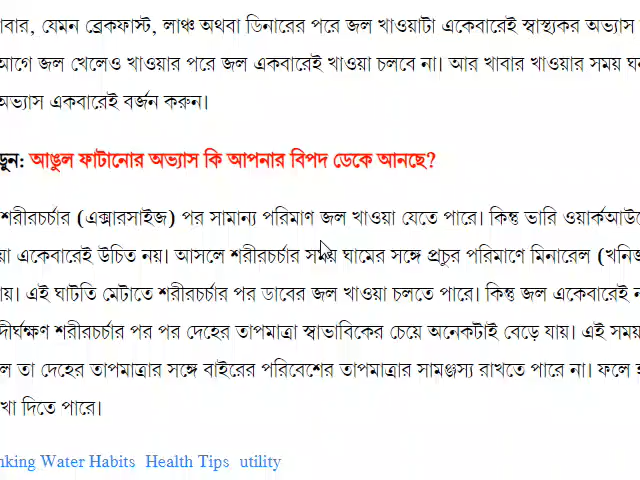 বার, যেমন ব্রেকফাস্ট, লাঞ্চ অথবা ডিনারের পরে জল খাওয়াটা একেবারেই স্বাস্থ্যকর অভ্যাস
আগে জল খেলেও খাওয়ার পরে জল একবারেই খাওয়া চলবে না। আর খাবার খাওয়ার সময় ঘন
অভ্যাস একবারেই বর্জন করুন।
ড়ুন: আঙুল ফাটানোর অভ্যাস কি আপনার বিপদ ডেকে আনছে?
শরীরচর্চার (এক্সারসাইজ) পর সামান্য পরিমাণ জল খাওয়া যেতে পারে। কিন্তু ভারি ওয়ার্কআউটে
য়া একেবারেই উচিত নয়। আসলে শরীরচর্চার সময় ঘামের সঙ্গে প্রচুর পরিমাণে মিনারেল (খনিজ
ায়। এই ঘাটতি মেটাতে শরীরচর্চার পর ডাবের জল খাওয়া চলতে পারে। কিন্তু জল একেবারেই ন
দীর্ঘক্ষণ শরীরচর্চার পর পর দেহের তাপমাত্রা স্বাভাবিকের চেয়ে অনেকটাই বেড়ে যায়। এই সময়
ল তা দেহের তাপমাত্রার সঙ্গে বাইরের পরিবেশের তাপমাত্রার সামঞ্জস্য রাখতে পারে না। ফলে হ
খা দিতে পারে।
nking Water Habits Health Tips utility